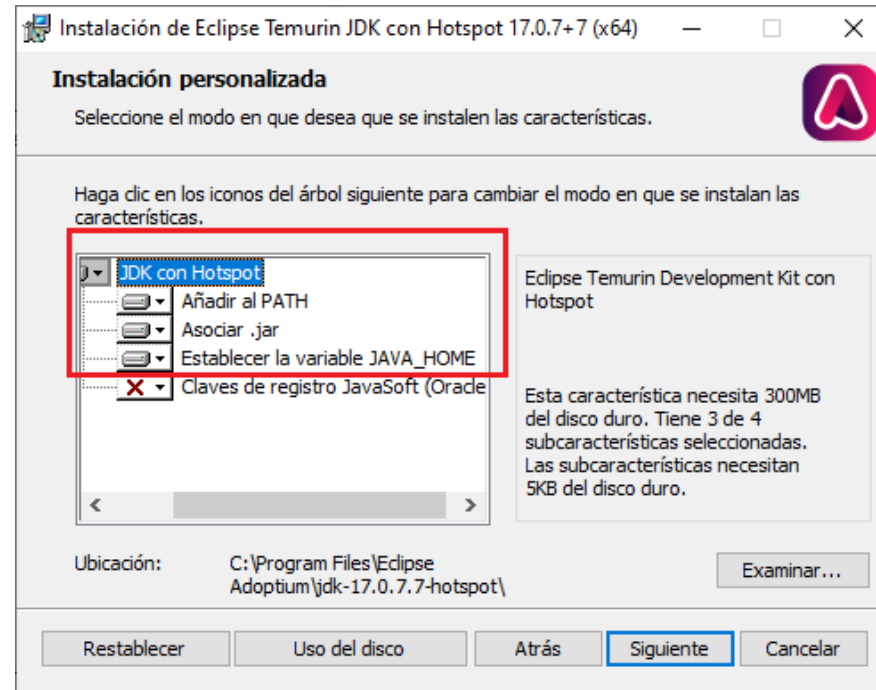 Instalación de Eclipse Temurin JDK con Hotspot 17.0.7+7 (x64)
Instalación personalizada
Seleccione el modo en que desea que se instalen las características.
Haga clic en los iconos del árbol siguiente para cambiar el modo en que se instalan las
características.
JDK con Hotspot
Añadir al PATH
Asociar .jar
Establecer la variable JAVA_HOME
Claves de registro JavaSoft (Oracle
Eclipse Temurin Development Kit con
Hotspot
Esta característica necesita 300MB
del disco duro. Tiene 3 de 4
subcaracterísticas seleccionadas.
Las subcaracterísticas necesitan
5KB del disco duro.
Ubicación:
C:\Program Files\Eclipse
Adoptium\jdk-17.0.7.7-hotspot\
Examinar...
Restablecer
Uso del disco
Atrás
Siguiente
Cancelar